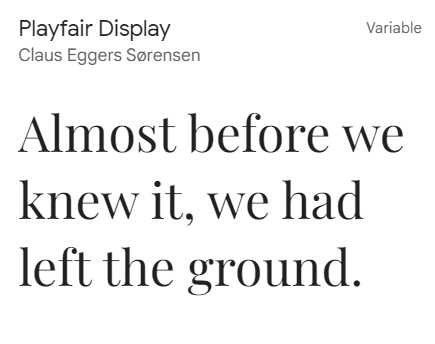 Playfair Display
Variable
Claus Eggers Sørensen
Almost before we
knew it, we had
left the ground.